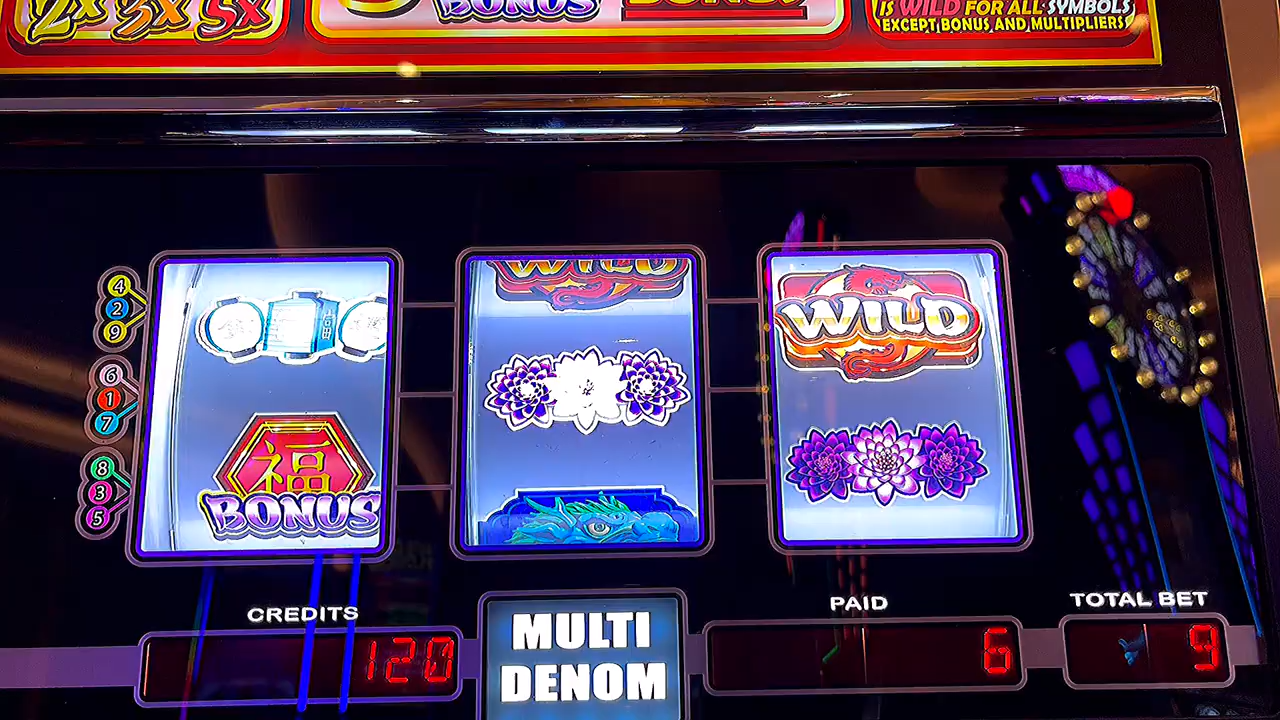 2X 3X 5X
BONUS
BONUS
IS WILD FOR ALL SYMBOLS
EXCEPT BONUS AND MULTIPLIERS
WILD
WILD
4
2
9
6
1
7
8
3
5
福
BONUS
CREDITS
PAID
TOTAL BET
120
MULTI
DENOM
6
9